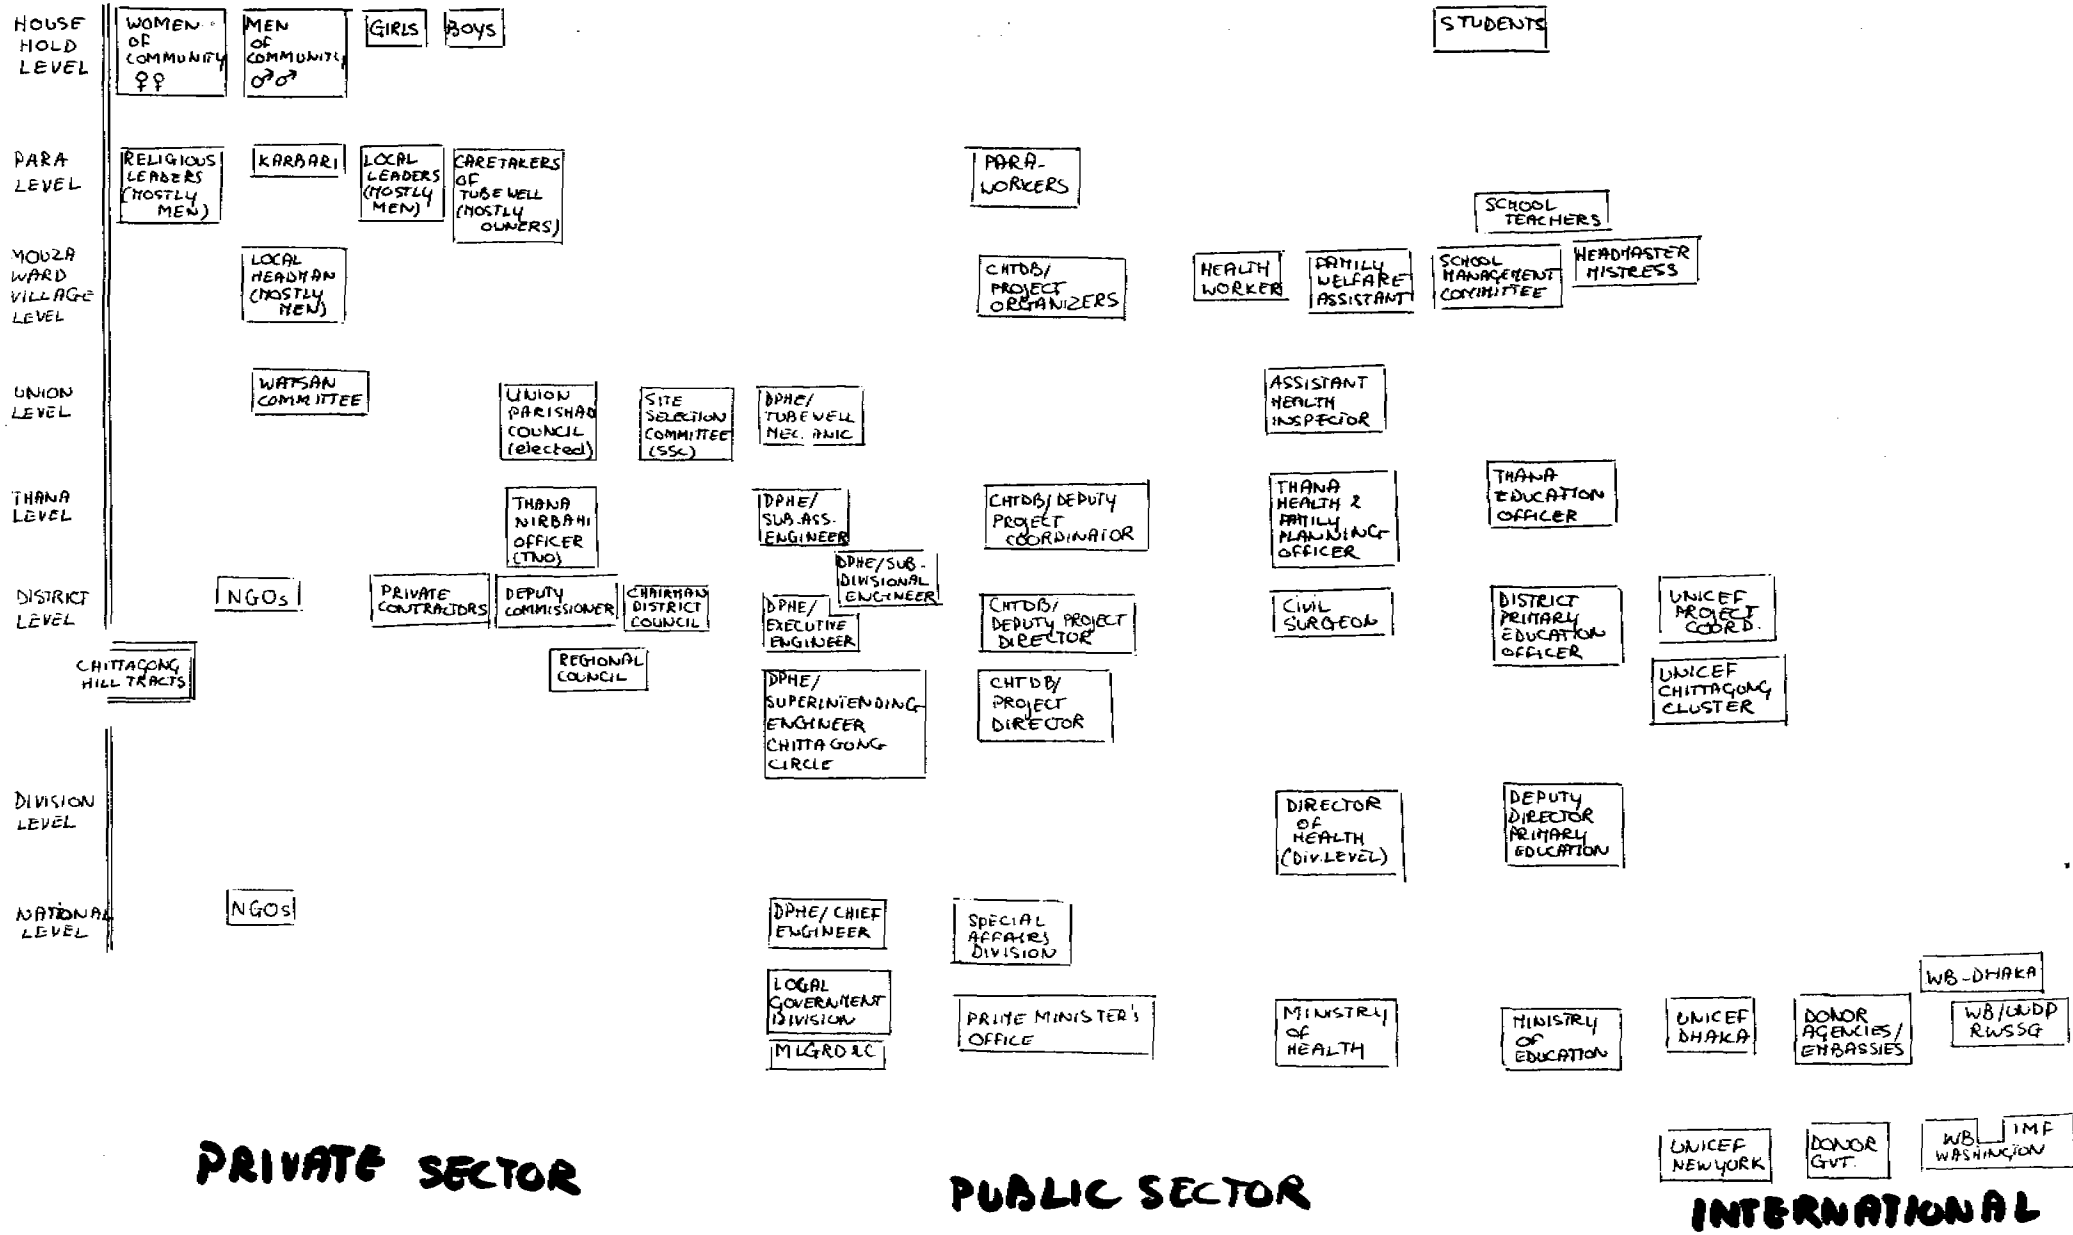 HOUSE
HOLD
LEVEL
WOMEN
OF
COMMUNITY
♀♀
MEN
OF
COMMUNITY
♂♂
GIRLS
BOYS
STUDENTS
PARA
LEVEL
RELIGIOUS
LEADERS
(MOSTLY
MEN)
KARBARI
LOCAL
LEADERS
(MOSTLY
MEN)
CARETAKERS
OF
TUBEWELL
(MOSTLY
OWNERS)
PARA-
WORKERS
SCHOOL
TEACHERS
MOUZA
WARD
VILLAGE
LEVEL
LOCAL
HEADMAN
(MOSTLY
MEN)
CHTDB/
PROJECT
ORGANIZERS
HEALTH
WORKER
FAMILY
WELFARE
ASSISTANT
SCHOOL
MANAGEMENT
COMMITTEE
HEADMASTER
MISTRESS
UNION
LEVEL
WATSAN
COMMITTEE
UNION
PARISHAD
COUNCIL
(elected)
SITE
SELECTION
COMMITTEE
(SSC)
DPHE/
TUBEWELL
ASSISTANT
HEALTH
INSPECTOR
THANA
LEVEL
THANA
NIRBAHI
OFFICER
(TNO)
DPHE/
SUB.ASS.
ENGINEER
CHTDB/DEPUTY
PROJECT
COORDINATOR
THANA
HEALTH &
FAMILY
PLANNING
OFFICER
THANA
EDUCATION
OFFICER
DPHE/SUB-
DIVISIONAL
ENGINEER
DISTRICT
LEVEL
NGOs
PRIVATE
CONTRACTORS
DEPUTY
COMMISSIONER
CHAIRMAN
DISTRICT
COUNCIL
DPHE/
EXECUTIVE
ENGINEER
CHTDB/
DEPUTY PROJECT
DIRECTOR
CIVIL
SURGEON
DISTRICT
PRIMARY
EDUCATION
OFFICER
UNICEF
PROJECT
COORD.
CHITTAGONG
HILL TRACTS
REGIONAL
COUNCIL
DPHE/
SUPERINTENDING
ENGINEER
CHITTAGONG
CIRCLE
CHTDB/
PROJECT
DIRECTOR
UNICEF
CHITTAGONG
CLUSTER
DIVISION
LEVEL
DIRECTOR
OF
HEALTH
(DIV.LEVEL)
DEPUTY
DIRECTOR
PRIMARY
EDUCATION
NATIONAL
LEVEL
NGOs
DPHE/CHIEF
ENGINEER
SPECIAL
AFFAIRS
DIVISION
LOCAL
GOVERNMENT
DIVISION
MLGRD&C
PRIME MINISTER'S
OFFICE
MINISTRY
OF
HEALTH
MINISTRY
OF
EDUCATION
UNICEF
DHAKA
DONOR
AGENCIES/
EMBASSIES
WB-DHAKA
WB/UNDP
RWSSG
UNICEF
NEW YORK
DONOR
GVT.
WB IMF
WASHINGTON
PRIVATE SECTOR
PUBLIC SECTOR
INTERNATIONAL